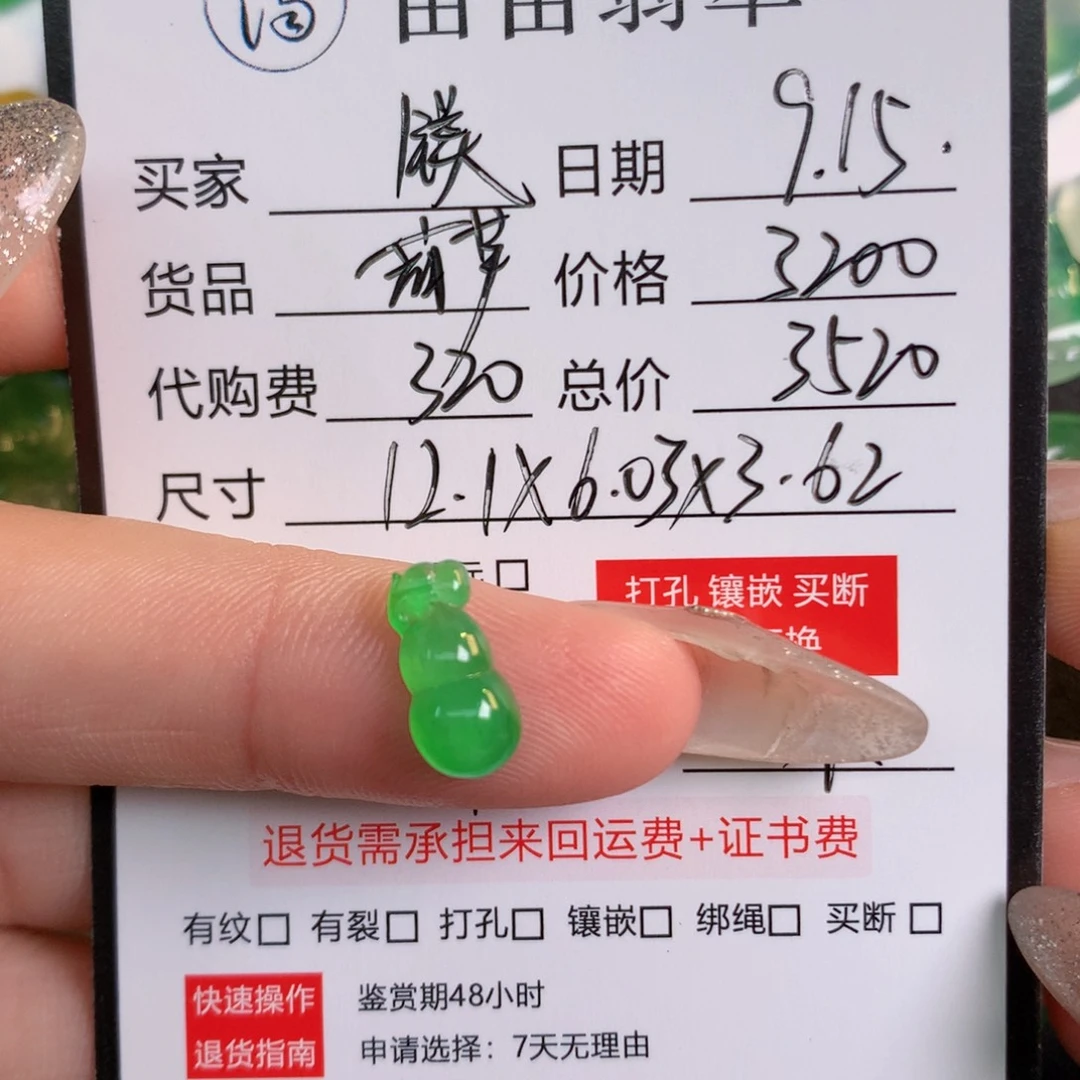 翡翠
买家 日期 9.15.
货品 葫芦 价格 3200
代购费 320 总价 3520
尺寸 12.1X6.03X3.62
打孔 镶嵌 买断
换
退货需承担来回运费+证书费
有纹□ 有裂□ 打孔□ 镶嵌□ 绑绳□ 买断□
快速操作 鉴赏期48小时
退货指南 申请选择：7天无理由